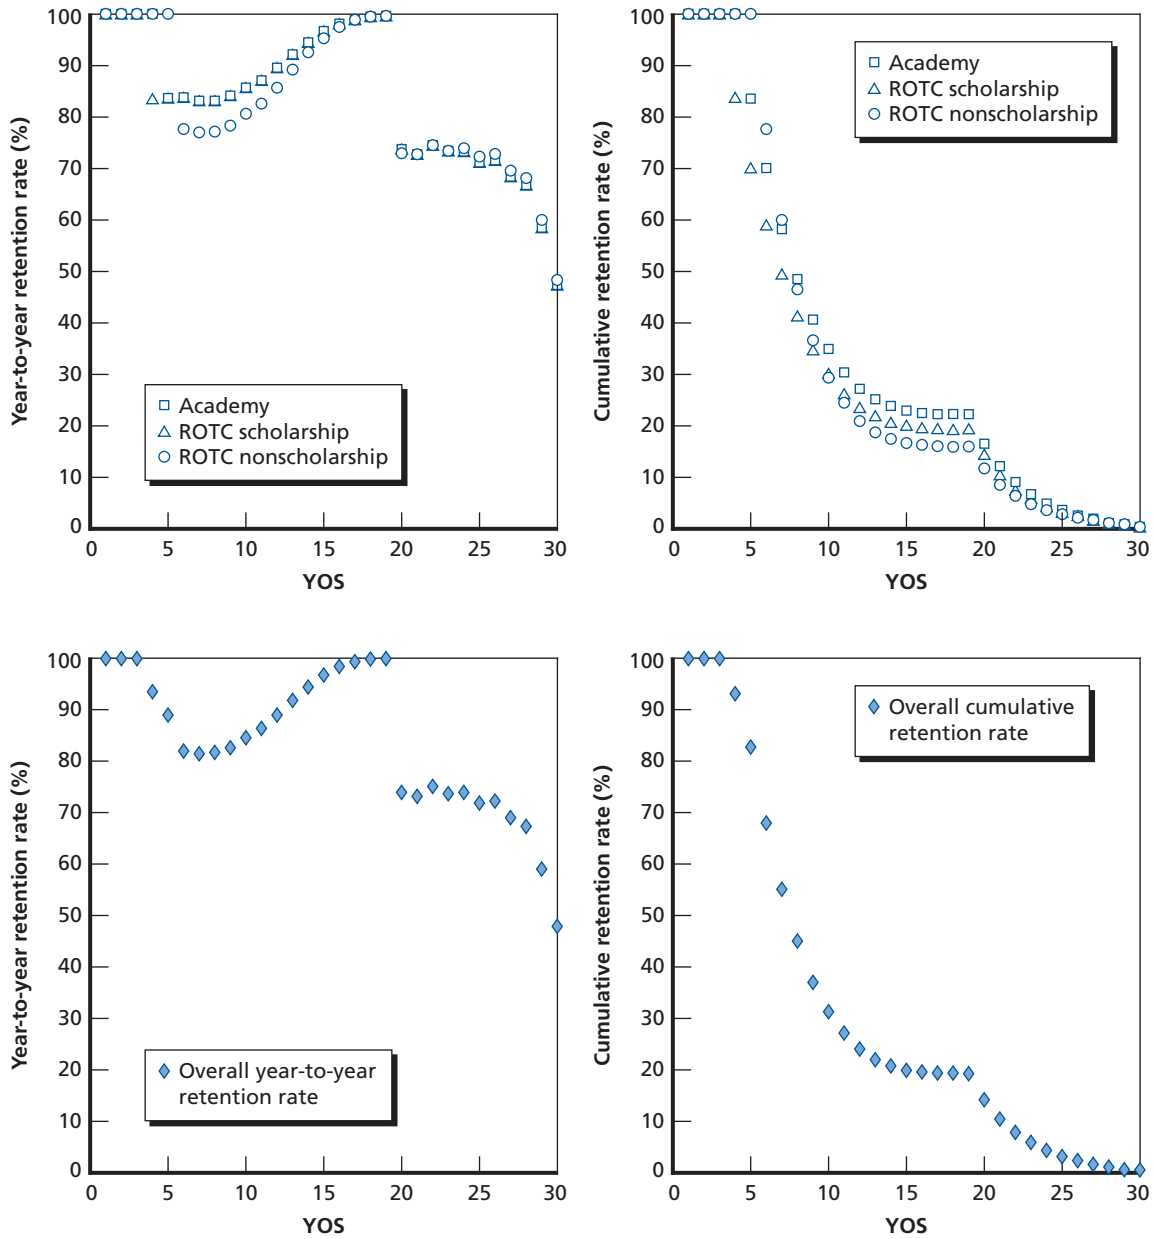 Year-to-year retention rate (%)
100
90
80
70
60
50
40
30
20
10
0
Academy
ROTC scholarship
ROTC nonscholarship
0 5 10 15 20 25 30
YOS
Cumulative retention rate (%)
100
90
80
70
60
50
40
30
20
10
0
Academy
ROTC scholarship
ROTC nonscholarship
0 5 10 15 20 25 30
YOS
Year-to-year retention rate (%)
100
90
80
70
60
50
40
30
20
10
0
Overall year-to-year
retention rate
0 5 10 15 20 25 30
YOS
Cumulative retention rate (%)
100
90
80
70
60
50
40
30
20
10
0
Overall cumulative
retention rate
0 5 10 15 20 25 30
YOS